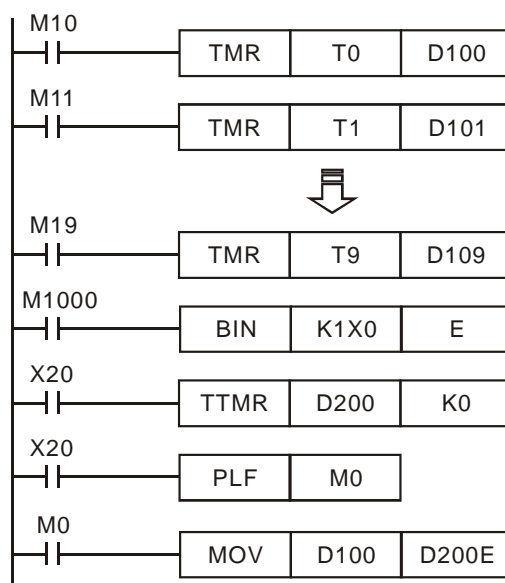 M10
TMR T0 D100
M11
TMR T1 D101
M19
TMR T9 D109
M1000
BIN K1X0 E
X20
TTMR D200 K0
X20
PLF M0
M0
MOV D100 D200E